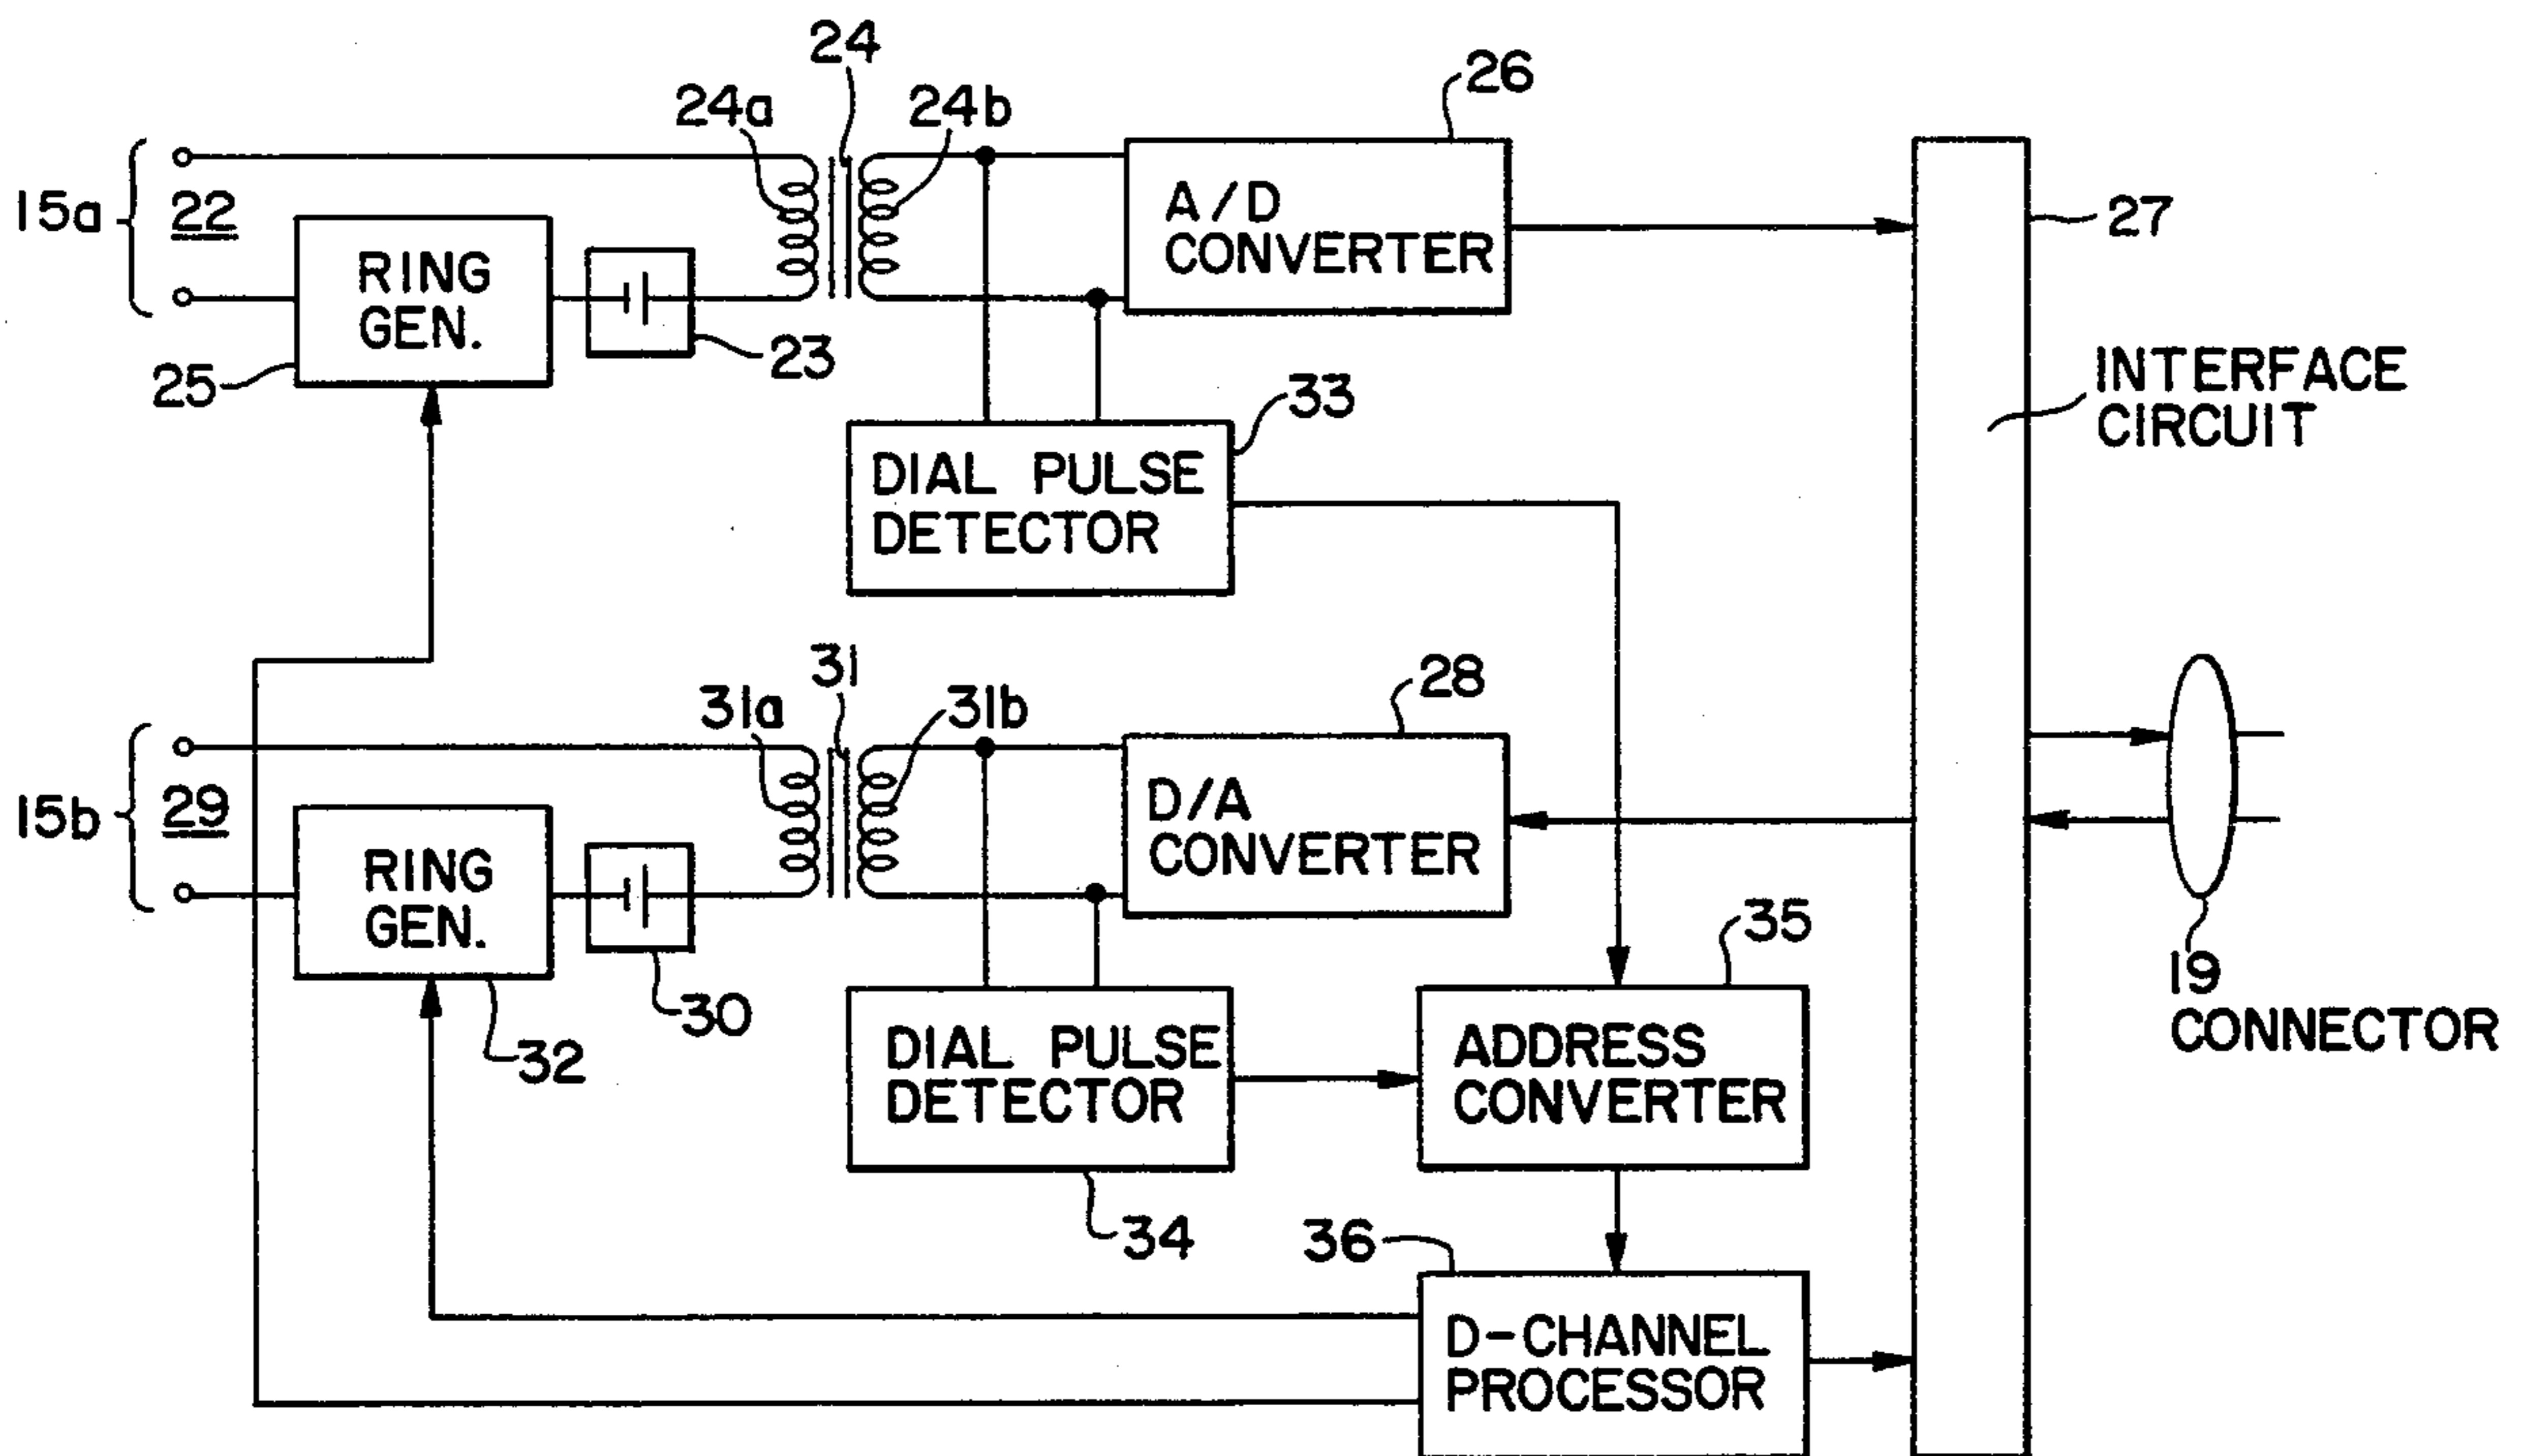 24
24a
24b
26
15a
22
RING
GEN.
25
23
A/D
CONVERTER
27
INTERFACE
CIRCUIT
33
DIAL PULSE
DETECTOR
31
31a
31b
28
15b
29
RING
GEN.
32
30
D/A
CONVERTER
35
19
CONNECTOR
DIAL PULSE
DETECTOR
34
ADDRESS
CONVERTER
36
D-CHANNEL
PROCESSOR